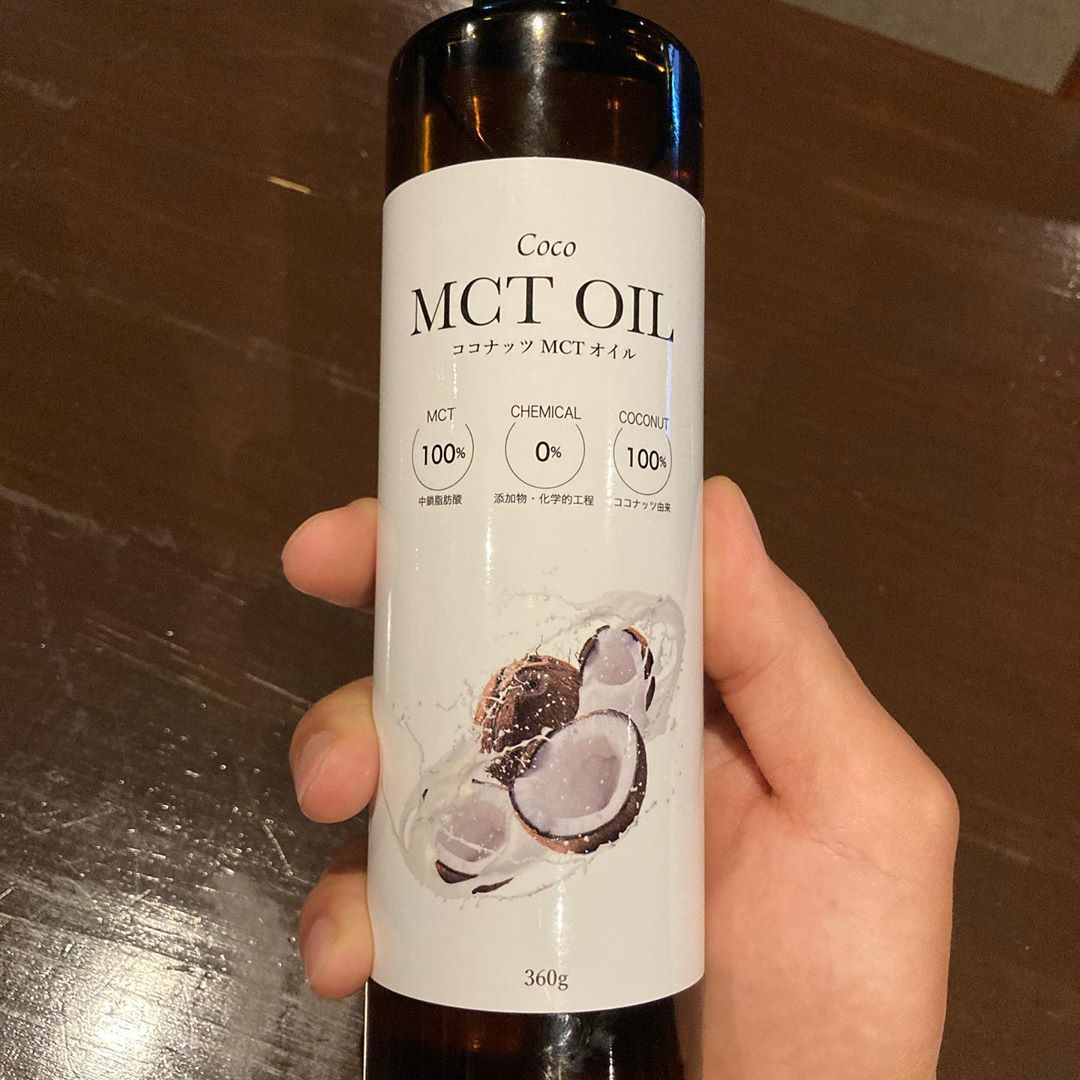 Coco
MCT OIL
ココナッツ MCT オイル
MCT
100%
中鎖脂肪酸
CHEMICAL
0%
添加物・化学的工程
COCONUT
100%
ココナッツ由来
360g